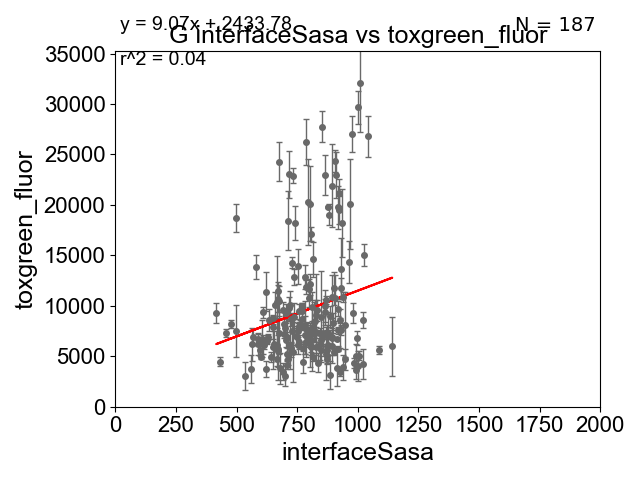 y = 9.07x + 2433.78
N = 187
G InterfaceSasa vs toxgreen_fluor
r^2 = 0.04
35000
30000
25000
20000
15000
10000
5000
0
toxgreen_fluor
0 250 500 750 1000 1250 1500 1750 2000
interfaceSasa